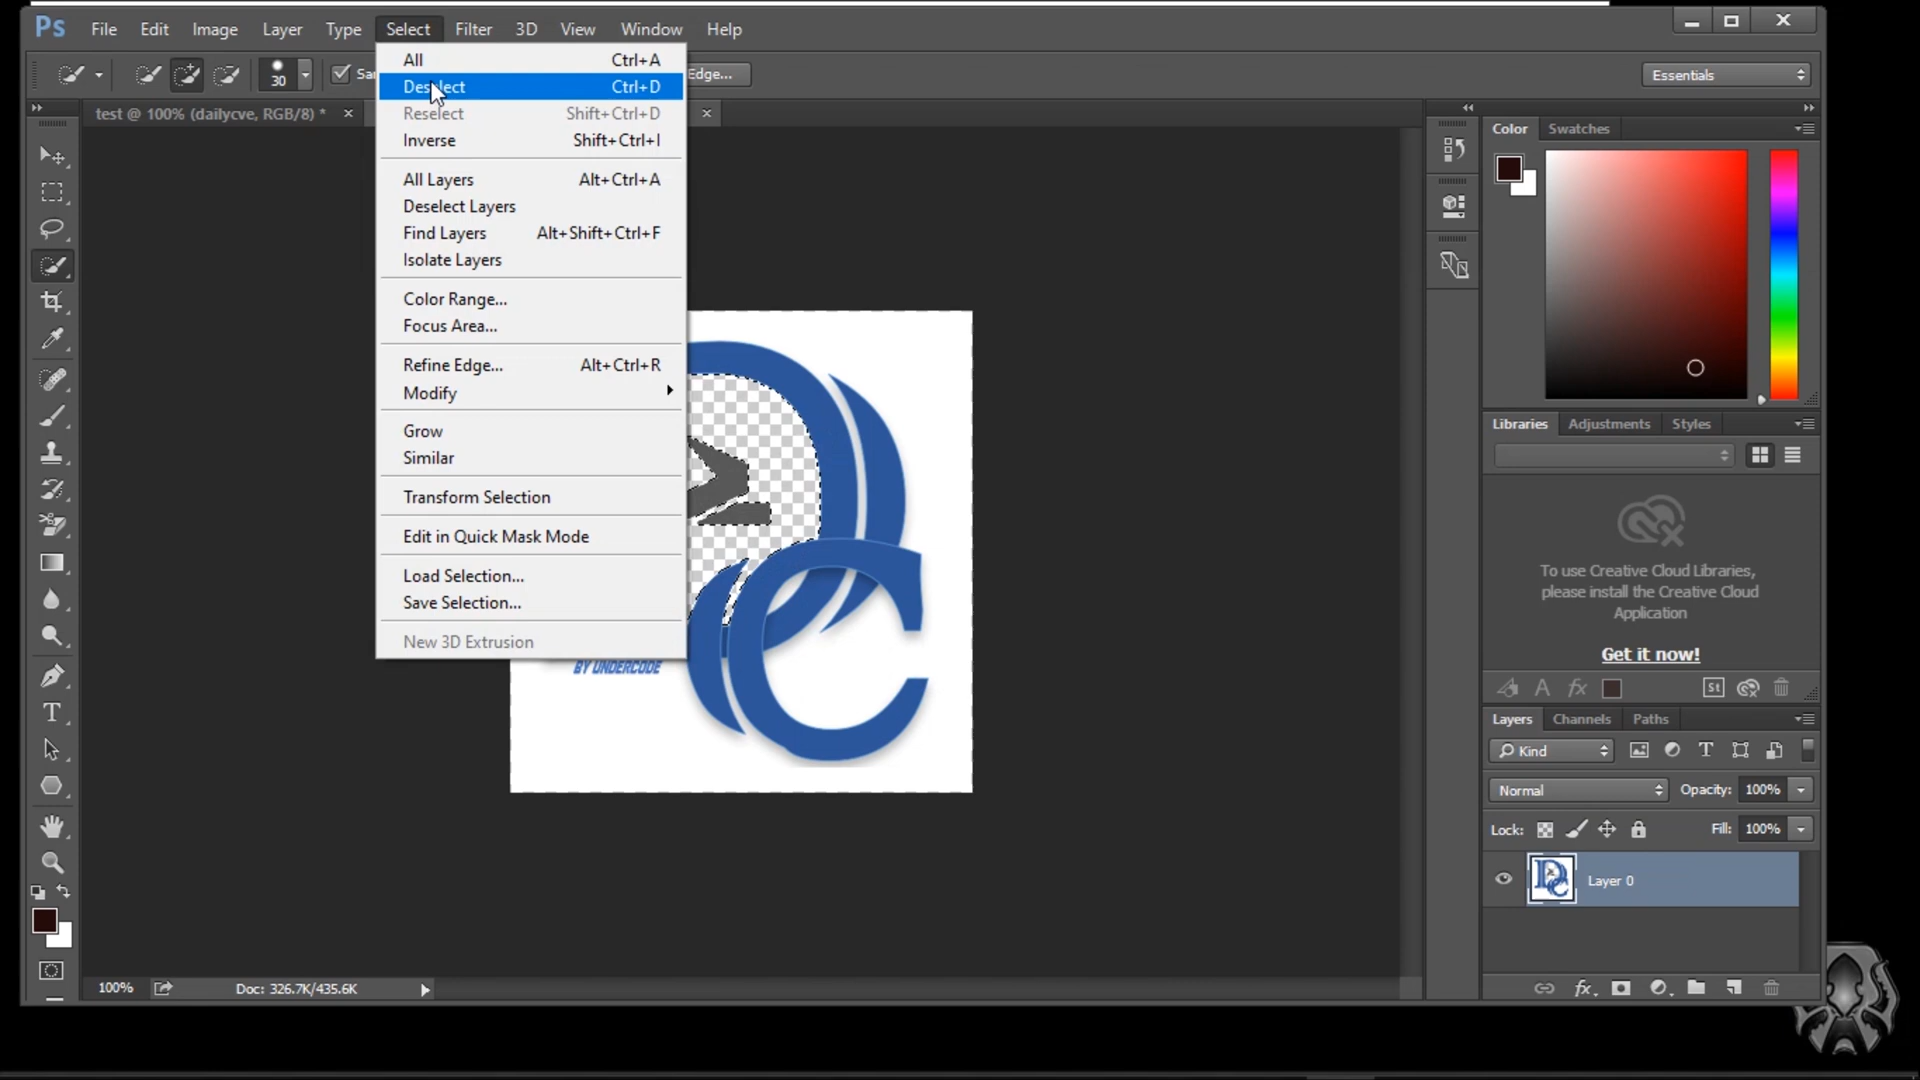 Ps File Edit Image Layer Type Select Filter 3D View Window Help
30 Sa Edge... Essentials
test @ 100% (dailycve, RGB/8) *
All Ctrl+A
Deselect Ctrl+D
Reselect Shift+Ctrl+D
Inverse Shift+Ctrl+I
All Layers Alt+Ctrl+A
Deselect Layers
Find Layers Alt+Shift+Ctrl+F
Isolate Layers
Color Range...
Focus Area...
Refine Edge... Alt+Ctrl+R
Modify
Grow
Similar
Transform Selection
Edit in Quick Mask Mode
Load Selection...
Save Selection...
New 3D Extrusion
DC
BY UNDERCODE
Color Swatches
Libraries Adjustments Styles
To use Creative Cloud Libraries,
please install the Creative Cloud
Application
Get it now!
A fx St
Layers Channels Paths
Kind T
Normal Opacity: 100%
Lock: Fill: 100%
Layer 0
fx.
T
100% Doc: 326.7K/435.6K